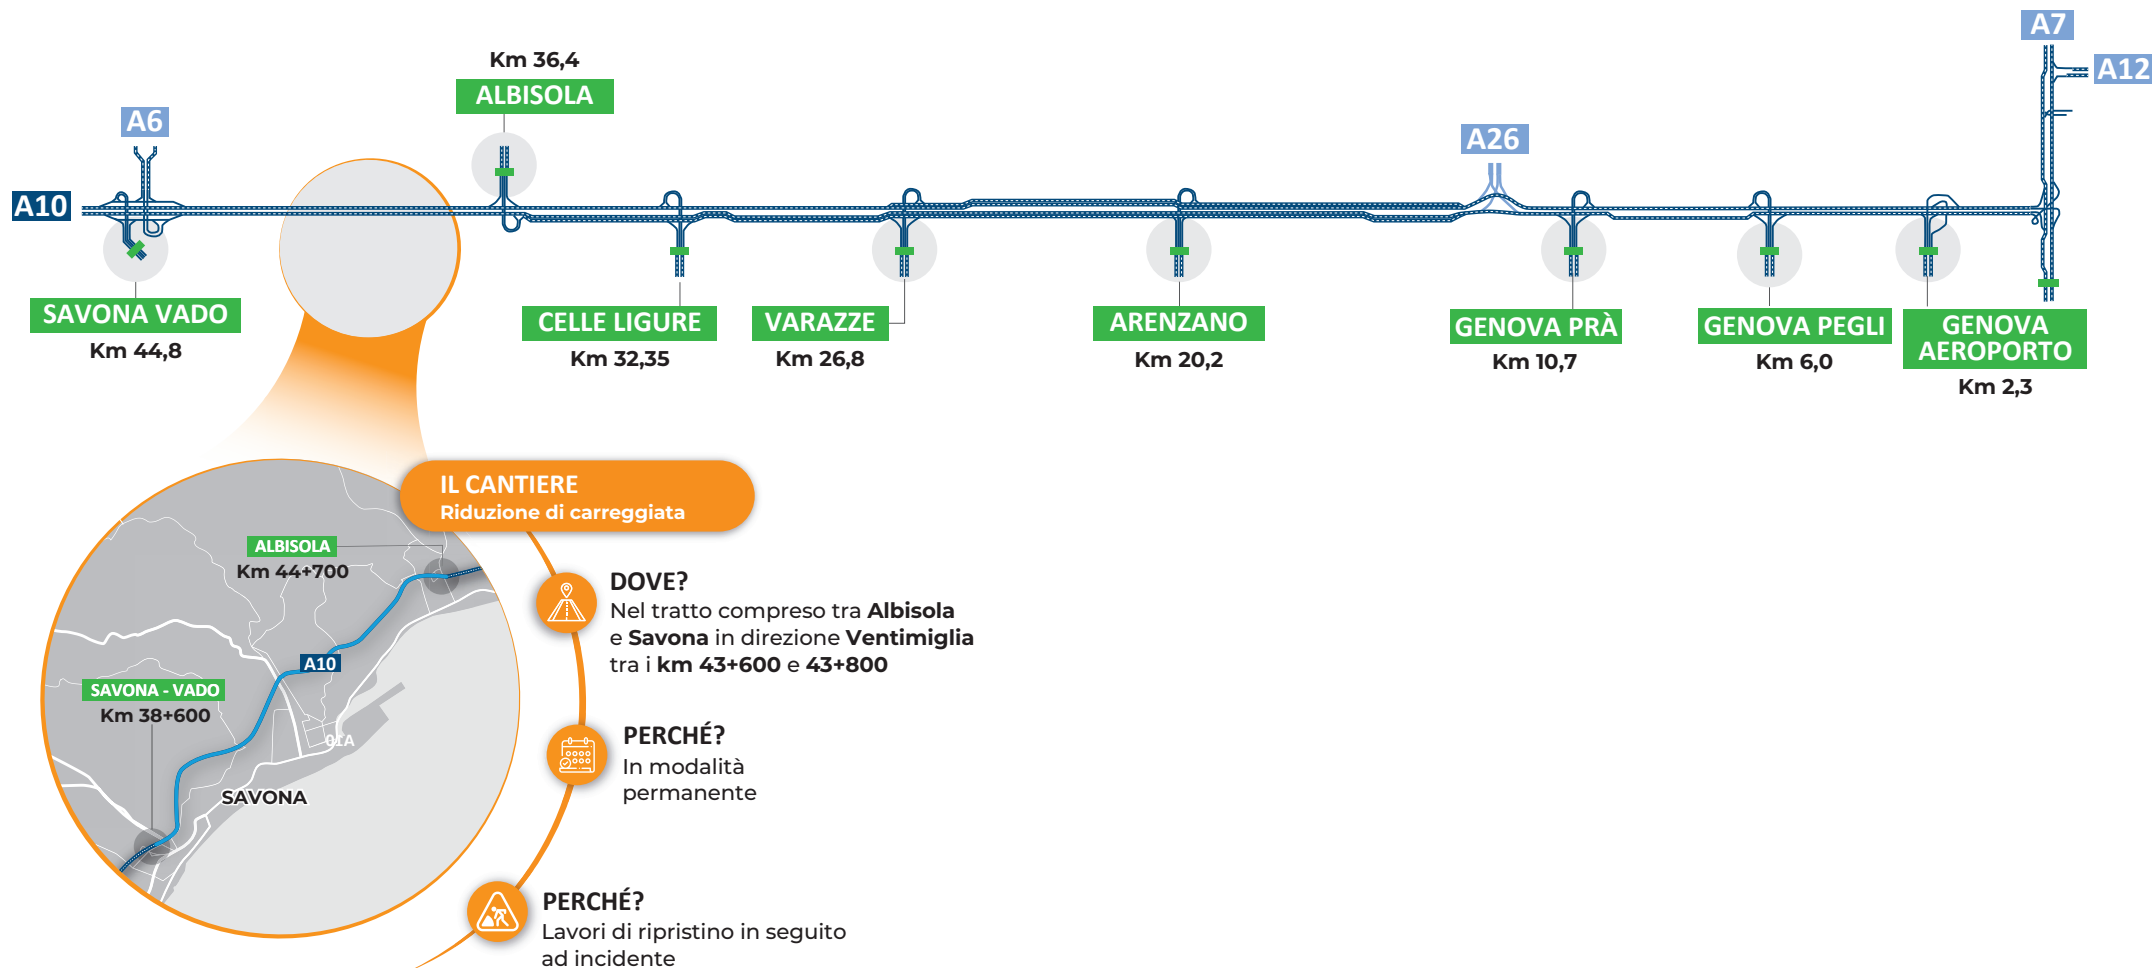 A7
A12
Km 36,4
ALBISOLA
A6
A26
A10
SAVONA VADO
Km 44,8
CELLE LIGURE
Km 32,35
VARAZZE
Km 26,8
ARENZANO
Km 20,2
GENOVA PRÀ
Km 10,7
GENOVA PEGLI
Km 6,0
GENOVA
AEROPORTO
Km 2,3
IL CANTIERE
Riduzione di carreggiata
ALBISOLA
Km 44+700
A10
SAVONA - VADO
Km 38+600
01A
SAVONA
DOVE?
Nel tratto compreso tra Albisola
e Savona in direzione Ventimiglia
tra i km 43+600 e 43+800
PERCHÉ?
In modalità
permanente
PERCHÉ?
Lavori di ripristino in seguito
ad incidente